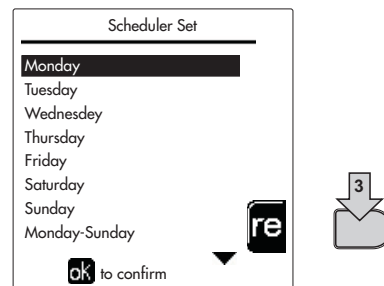 Scheduler Set
Monday
Tuesday
Wednesdey
Thursday
Friday
Saturday
Sunday
Monday-Sunday
re
ok to confirm
3